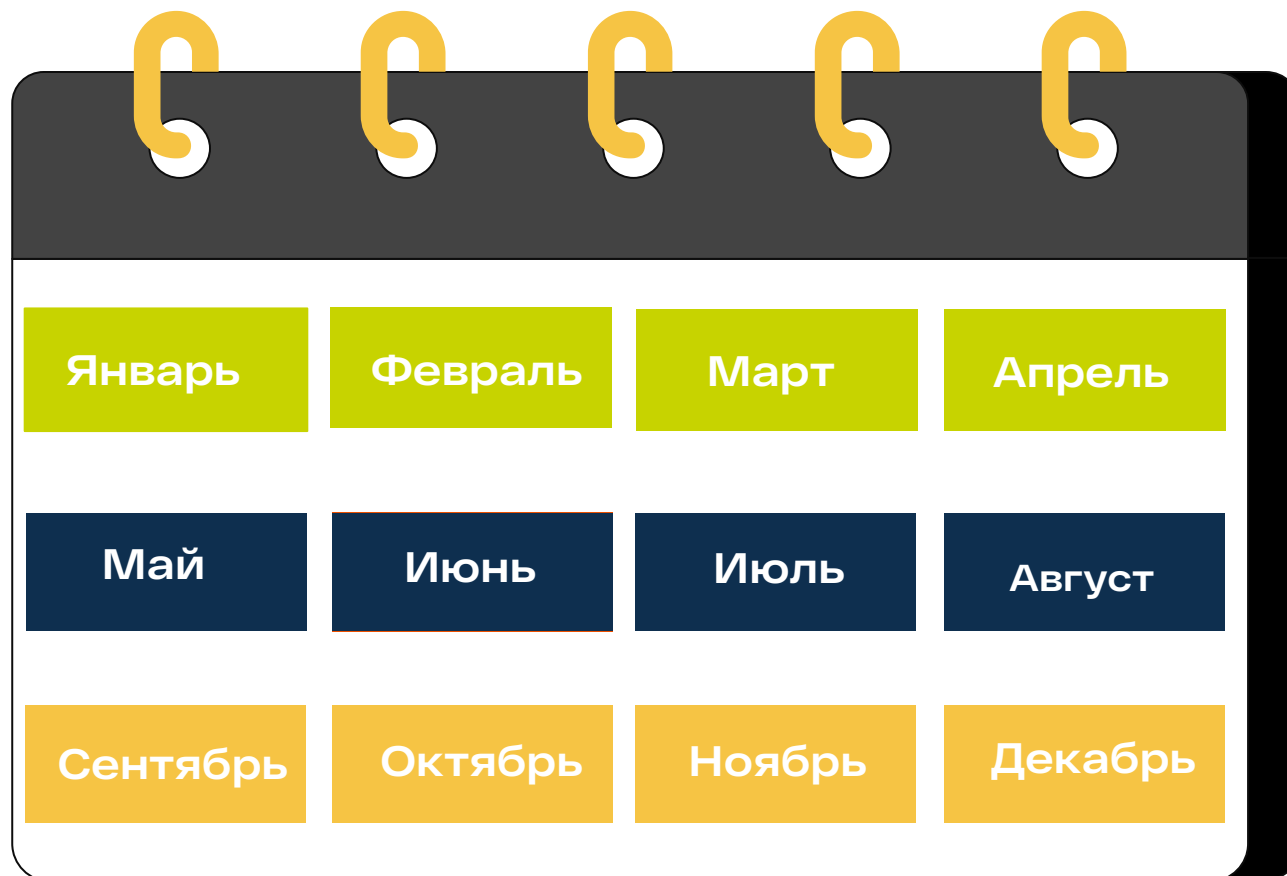 Январь
Февраль
Март
Апрель
Май
Июнь
Июль
Август
Сентябрь
Октябрь
Ноябрь
Декабрь